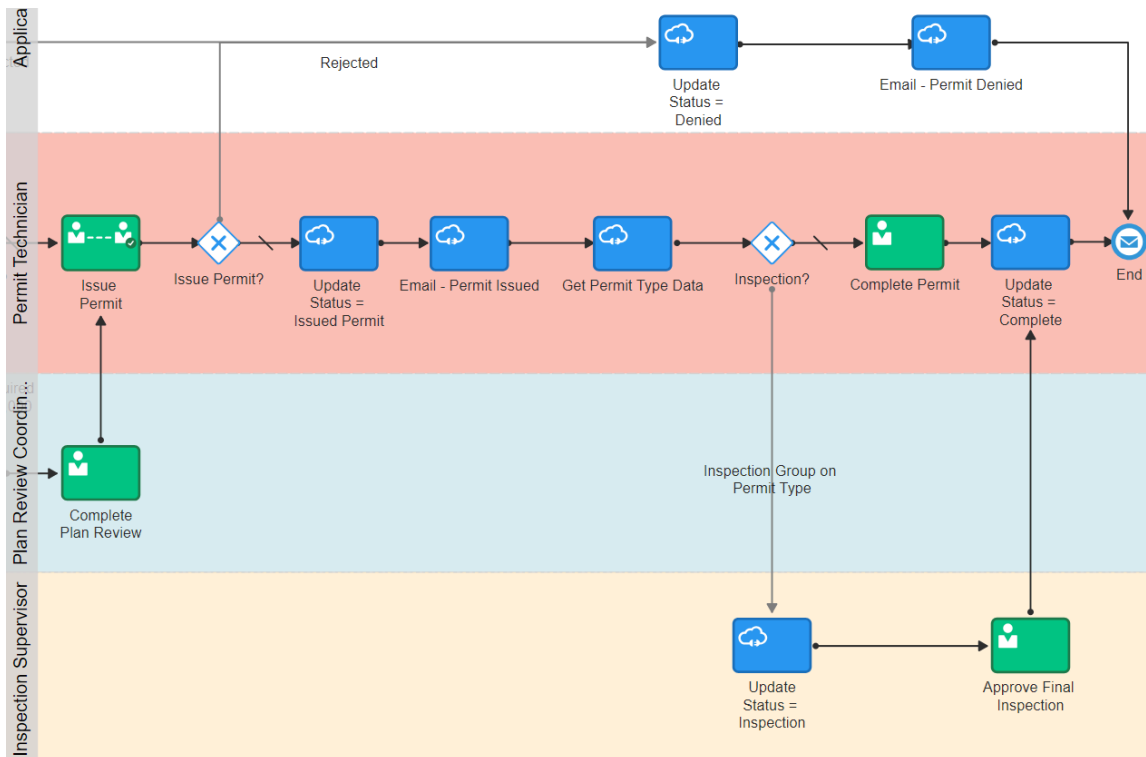 Applica
Rejected
Update
Status =
Denied
Email - Permit Denied
Permit Technician
Issue
Permit
Issue Permit?
Update
Status =
Issued Permit
Email - Permit Issued
Get Permit Type Data
Inspection?
Complete Permit
Update
Status =
Complete
End
Plan Review Coordin...
uired
Complete
Plan Review
Inspection Group on
Permit Type
Inspection Supervisor
Update
Status =
Inspection
Approve Final
Inspection